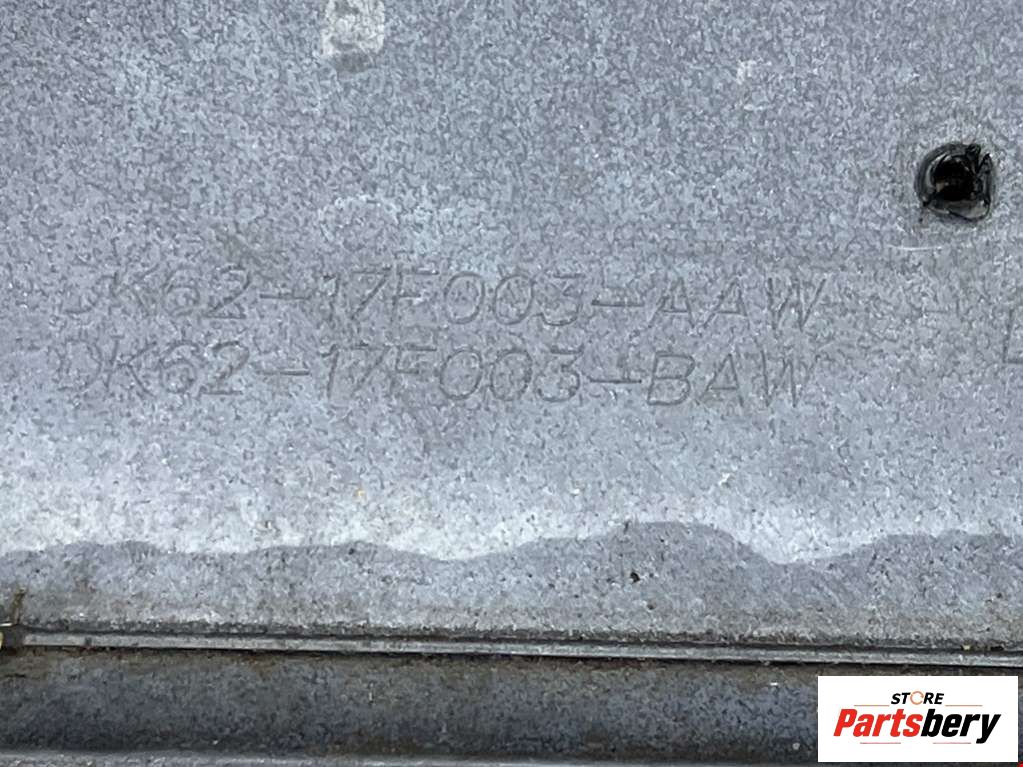 DK62-17F003-AAW
DK62-17F003-BAW
STORE
Partsbery